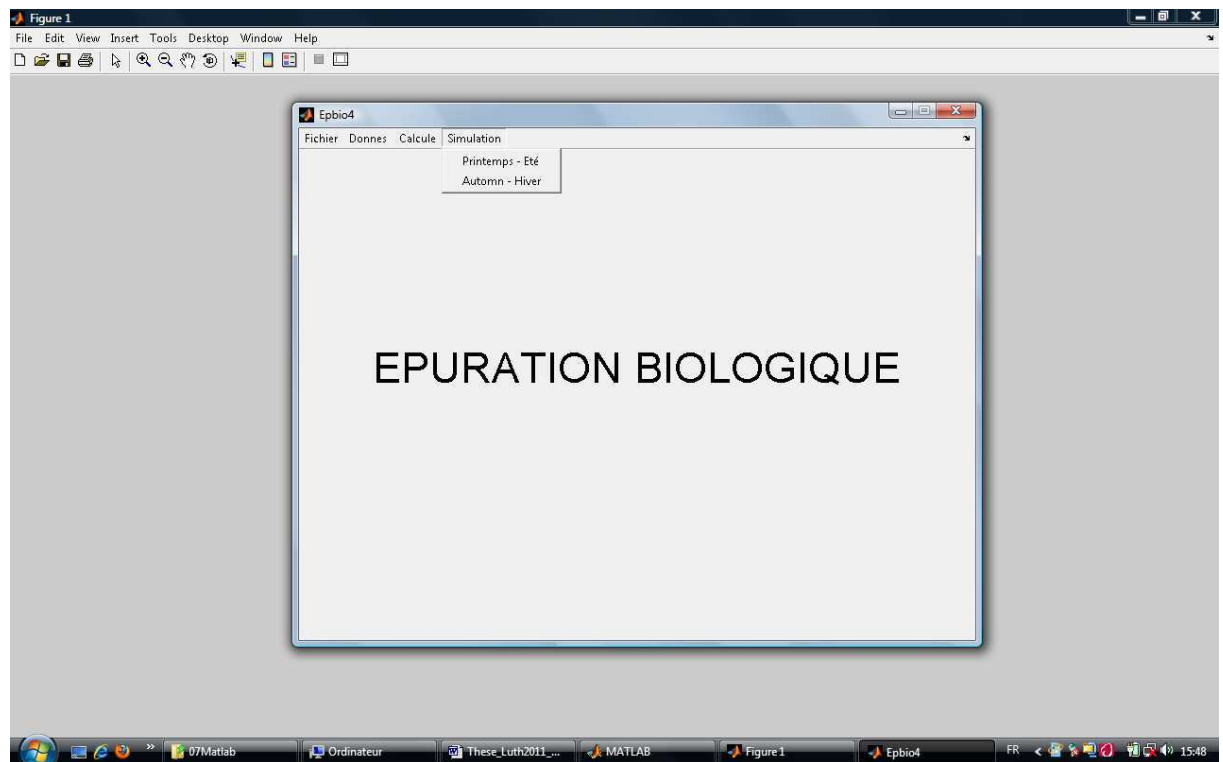 Figure 1
File Edit View Insert Tools Desktop Window Help
Epbio4
Fichier Donnes Calcule Simulation
Printemps - Eté
Automn - Hiver
EPURATION BIOLOGIQUE
07Matlab Ordinateur These_Luth2011_... MATLAB Figure 1 Epbio4 FR 15:48